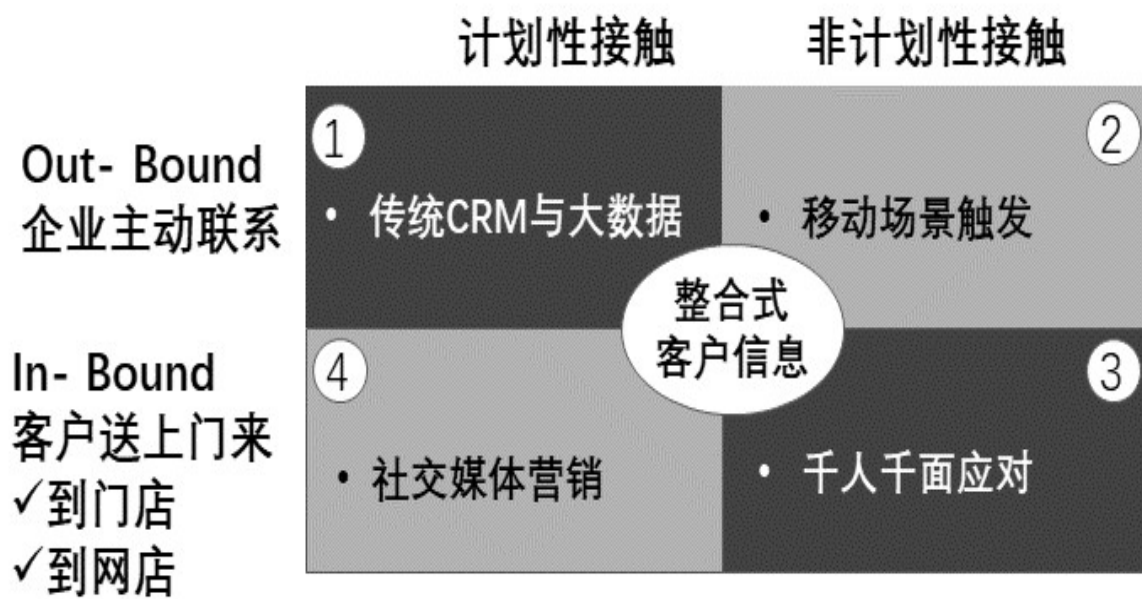 计划性接触 非计划性接触
Out- Bound
企业主动联系
① ②
• 传统CRM与大数据 • 移动场景触发
整合式
客户信息
In- Bound
客户送上门来
✓到门店
✓到网店
④ ③
• 社交媒体营销 • 千人千面应对